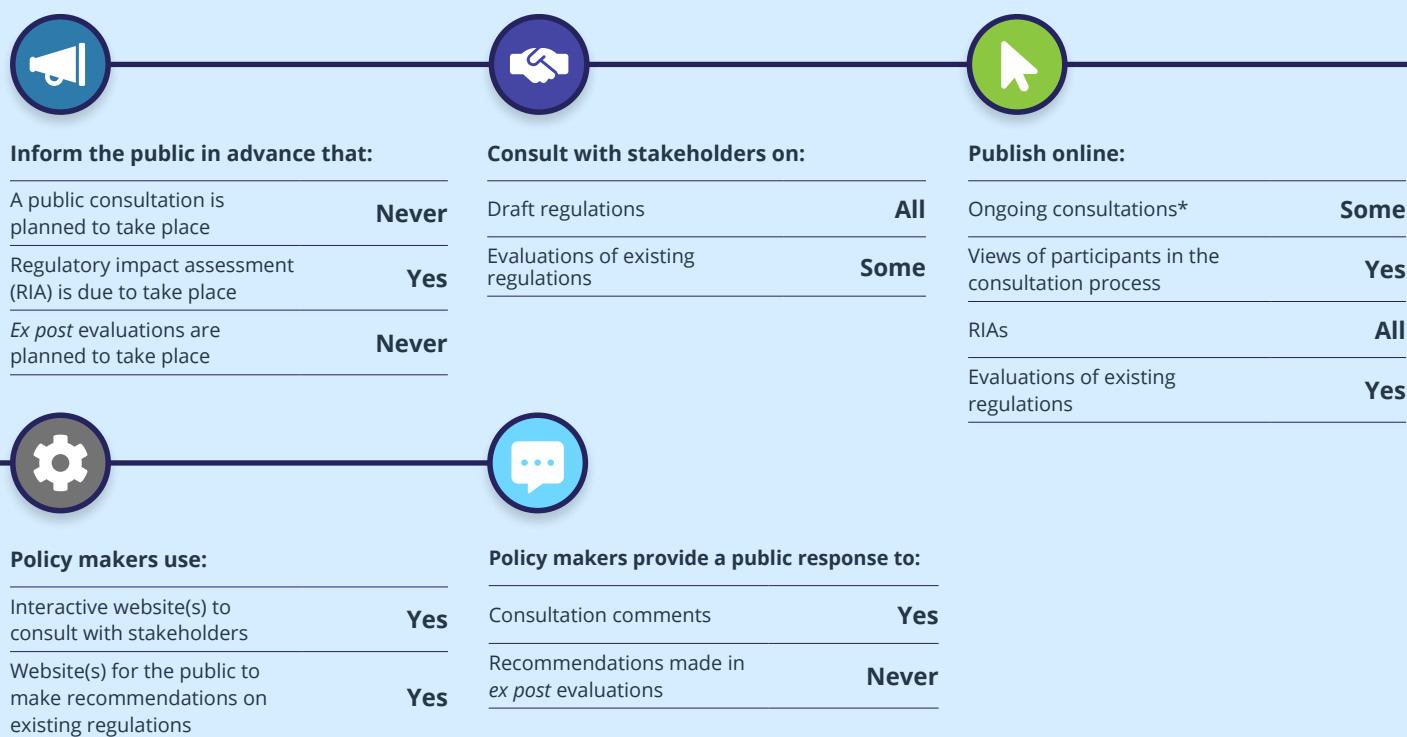 Inform the public in advance that:
A public consultation is
planned to take place
Never
Regulatory impact assessment
(RIA) is due to take place
Yes
Ex post evaluations are
planned to take place
Never
Consult with stakeholders on:
Draft regulations
All
Evaluations of existing
regulations
Some
Publish online:
Ongoing consultations*
Some
Views of participants in the
consultation process
Yes
RIAs
All
Evaluations of existing
regulations
Yes
Policy makers use:
Interactive website(s) to
consult with stakeholders
Yes
Website(s) for the public to
make recommendations on
existing regulations
Yes
Policy makers provide a public response to:
Consultation comments
Yes
Recommendations made in
ex post evaluations
Never